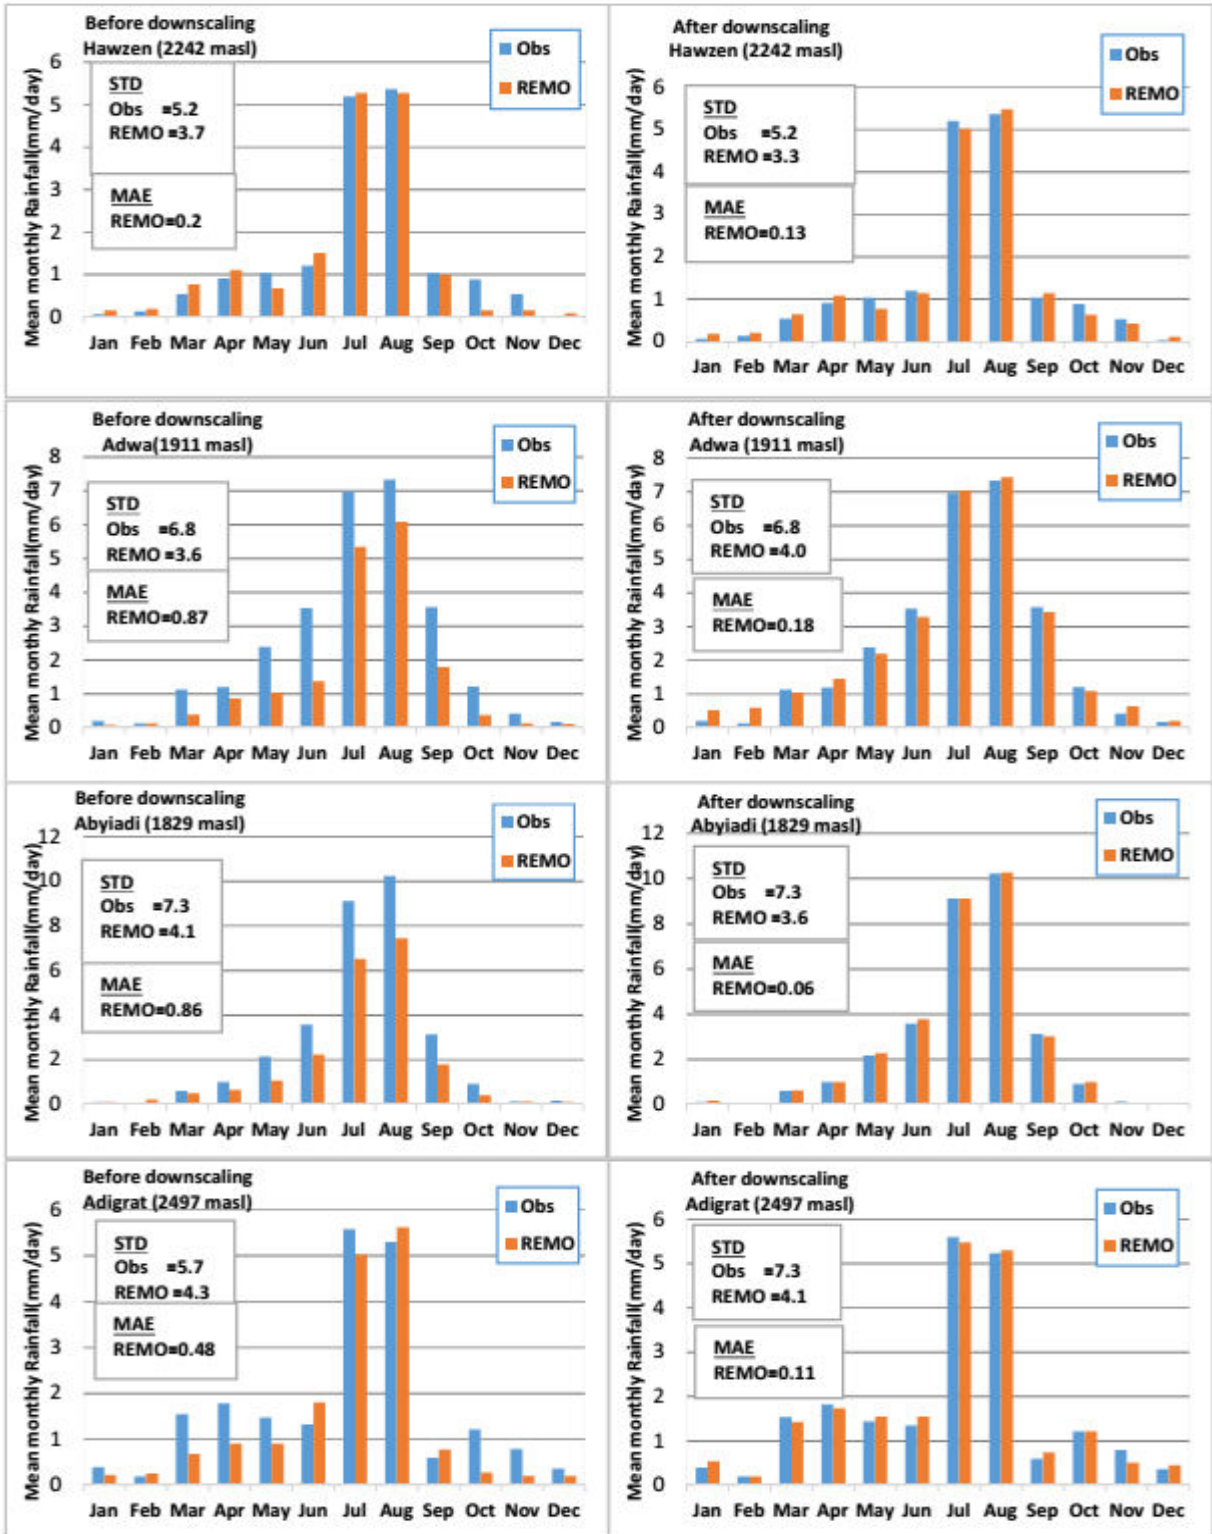 Before downscaling
Hawzen (2242 masl)
Obs
REMO
STD
Obs =5.2
REMO =3.7
MAE
REMO=0.2
Mean monthly Rainfall(mm/day)
6
5
4
3
2
1
0
Jan Feb Mar Apr May Jun Jul Aug Sep Oct Nov Dec
After downscaling
Hawzen (2242 masl)
Obs
REMO
STD
Obs =5.2
REMO =3.3
MAE
REMO=0.13
Mean monthly Rainfall(mm/day)
6
5
4
3
2
1
0
Jan Feb Mar Apr May Jun Jul Aug Sep Oct Nov Dec
Before downscaling
Adwa(1911 masl)
Obs
REMO
STD
Obs =6.8
REMO =3.6
MAE
REMO=0.87
Mean monthly Rainfall(mm/day)
8
7
6
5
4
3
2
1
0
Jan Feb Mar Apr May Jun Jul Aug Sep Oct Nov Dec
After downscaling
Adwa (1911 masl)
Obs
REMO
STD
Obs =6.8
REMO =4.0
MAE
REMO=0.18
Mean monthly Rainfall(mm/day)
8
7
6
5
4
3
2
1
0
Jan Feb Mar Apr May Jun Jul Aug Sep Oct Nov Dec
Before downscaling
Abyiadi (1829 masl)
Obs
REMO
STD
Obs =7.3
REMO =4.1
MAE
REMO=0.86
Mean monthly Rainfall(mm/day)
12
10
8
6
4
2
0
Jan Feb Mar Apr May Jun Jul Aug Sep Oct Nov Dec
After downscaling
Abyiadi (1829 masl)
Obs
REMO
STD
Obs =7.3
REMO =3.6
MAE
REMO=0.06
Mean monthly Rainfall(mm/day)
12
10
8
6
4
2
0
Jan Feb Mar Apr May Jun Jul Aug Sep Oct Nov Dec
Before downscaling
Adigrat (2497 masl)
Obs
REMO
STD
Obs =5.7
REMO =4.3
MAE
REMO=0.48
Mean monthly Rainfall(mm/day)
6
5
4
3
2
1
0
Jan Feb Mar Apr May Jun Jul Aug Sep Oct Nov Dec
After downscaling
Adigrat (2497 masl)
Obs
REMO
STD
Obs =7.3
REMO =4.1
MAE
REMO=0.11
Mean monthly Rainfall(mm/day)
6
5
4
3
2
1
0
Jan Feb Mar Apr May Jun Jul Aug Sep Oct Nov Dec